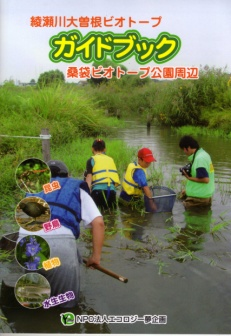 綾瀬川大曽根ビオトープ
ガイドブック
桑袋ビオトープ公園周辺
昆虫
野鳥
植物
水生生物
NPO法人エコロジー夢企画